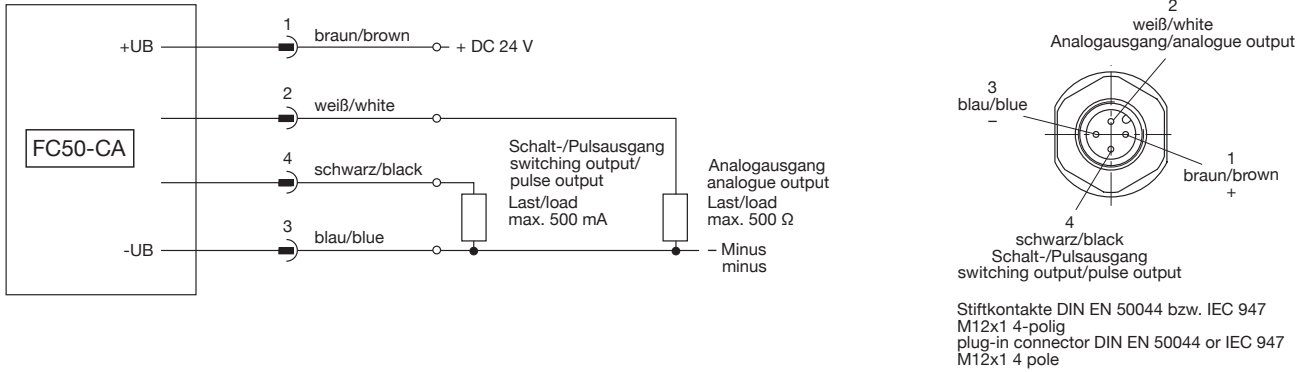 FC50-CA
+UB
1
braun/brown
+ DC 24 V
2
weiß/white
4
schwarz/black
Schalt-/Pulsausgang
switching output/
pulse output
Last/load
max. 500 mA
Analogausgang
analogue output
Last/load
max. 500 Ω
-UB
3
blau/blue
– Minus
minus
2
weiß/white
Analogausgang/analogue output
3
blau/blue
–
1
braun/brown
+
4
schwarz/black
Schalt-/Pulsausgang
switching output/pulse output
Stiftkontakte DIN EN 50044 bzw. IEC 947
M12x1 4-polig
plug-in connector DIN EN 50044 or IEC 947
M12x1 4 pole